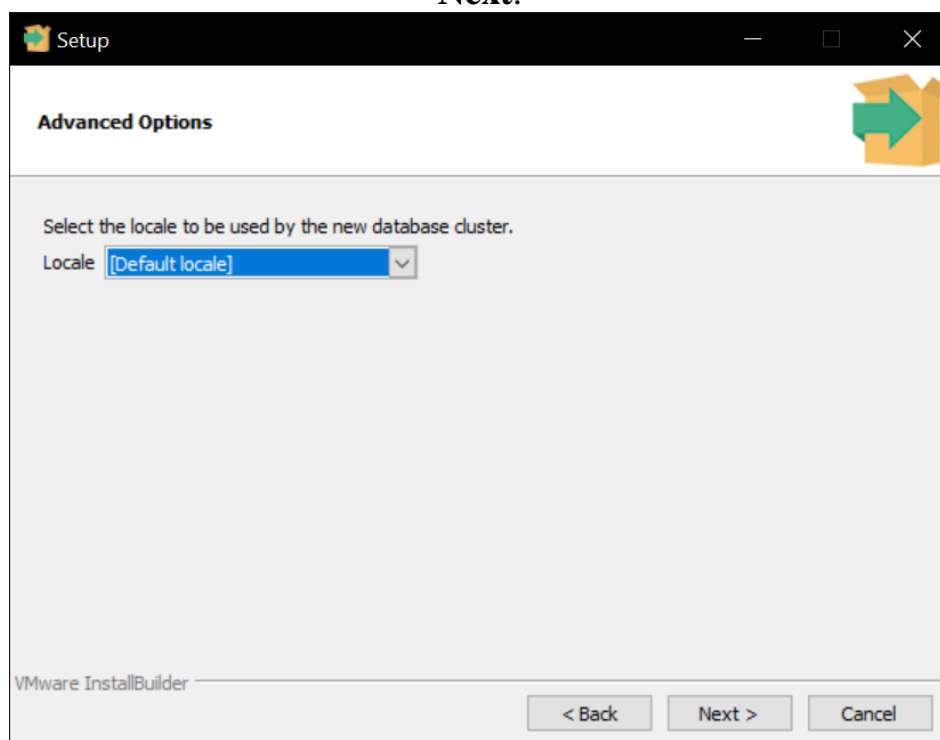 Next.
Setup
Advanced Options
Select the locale to be used by the new database cluster.
Locale [Default locale]
VMware InstallBuilder
< Back Next > Cancel